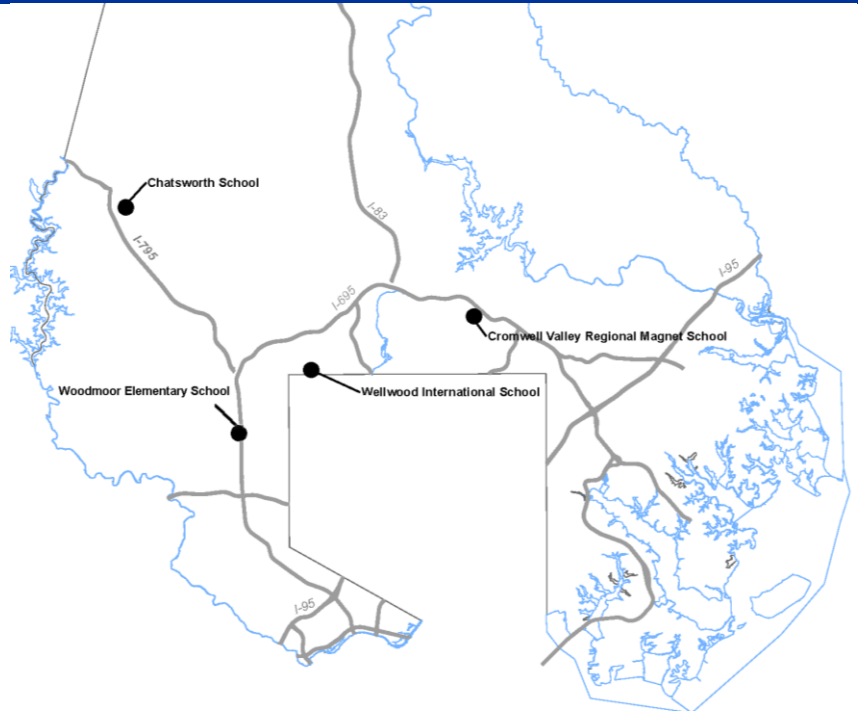 Chatsworth School
I-83
I-795
I-95
I-695
Cromwell Valley Regional Magnet School
Woodmoor Elementary School
Wellwood International School
I-95